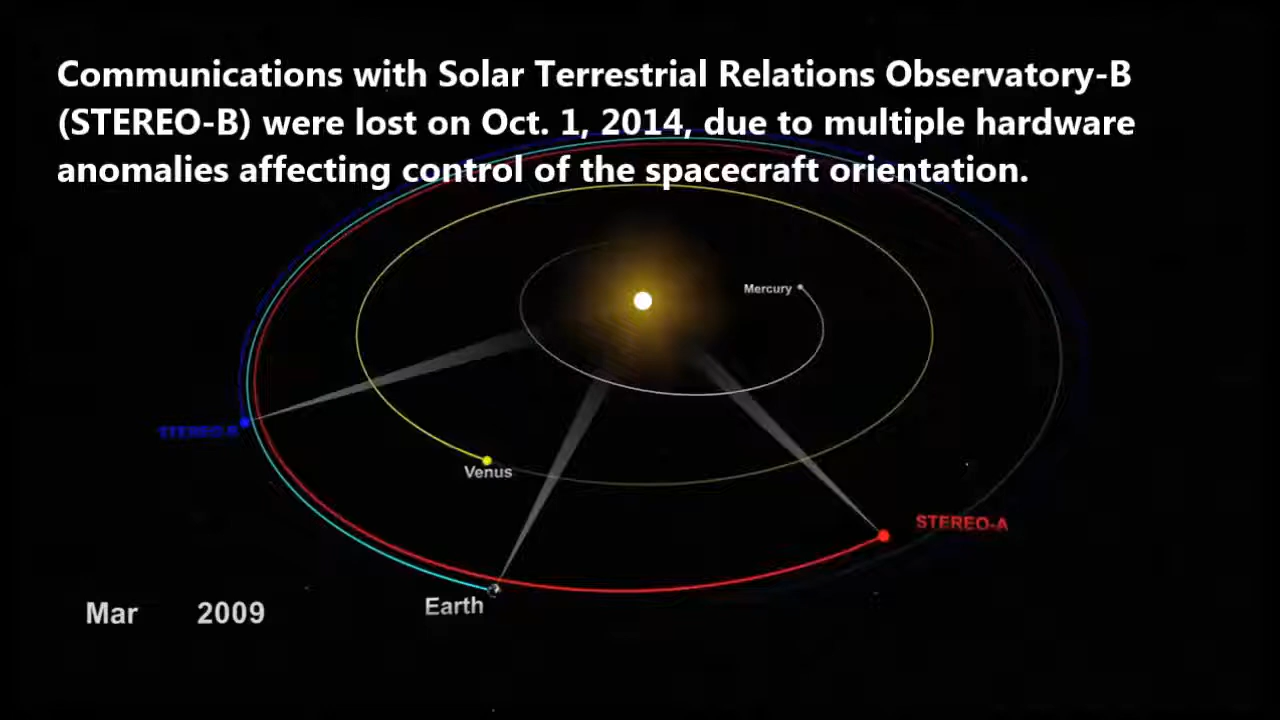 Communications with Solar Terrestrial Relations Observatory-B
(STEREO-B) were lost on Oct. 1, 2014, due to multiple hardware
anomalies affecting control of the spacecraft orientation.
Mercury
STEREO-B
Venus
STEREO-A
Earth
Mar 2009